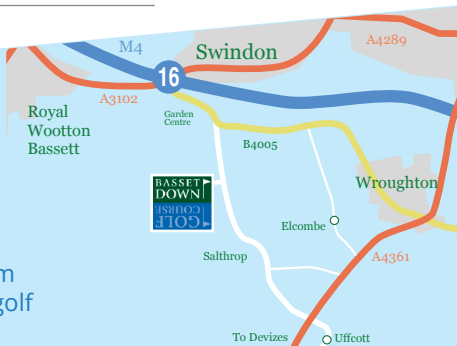 M4
Swindon
A4289
16
A3102
Royal
Wootton
Bassett
Garden
Centre
B4005
BASSET
DOWN
GOLF
COURSE
Wroughton
Elcombe
Salthrop
A4361
m
golf
To Devizes
Uffcott